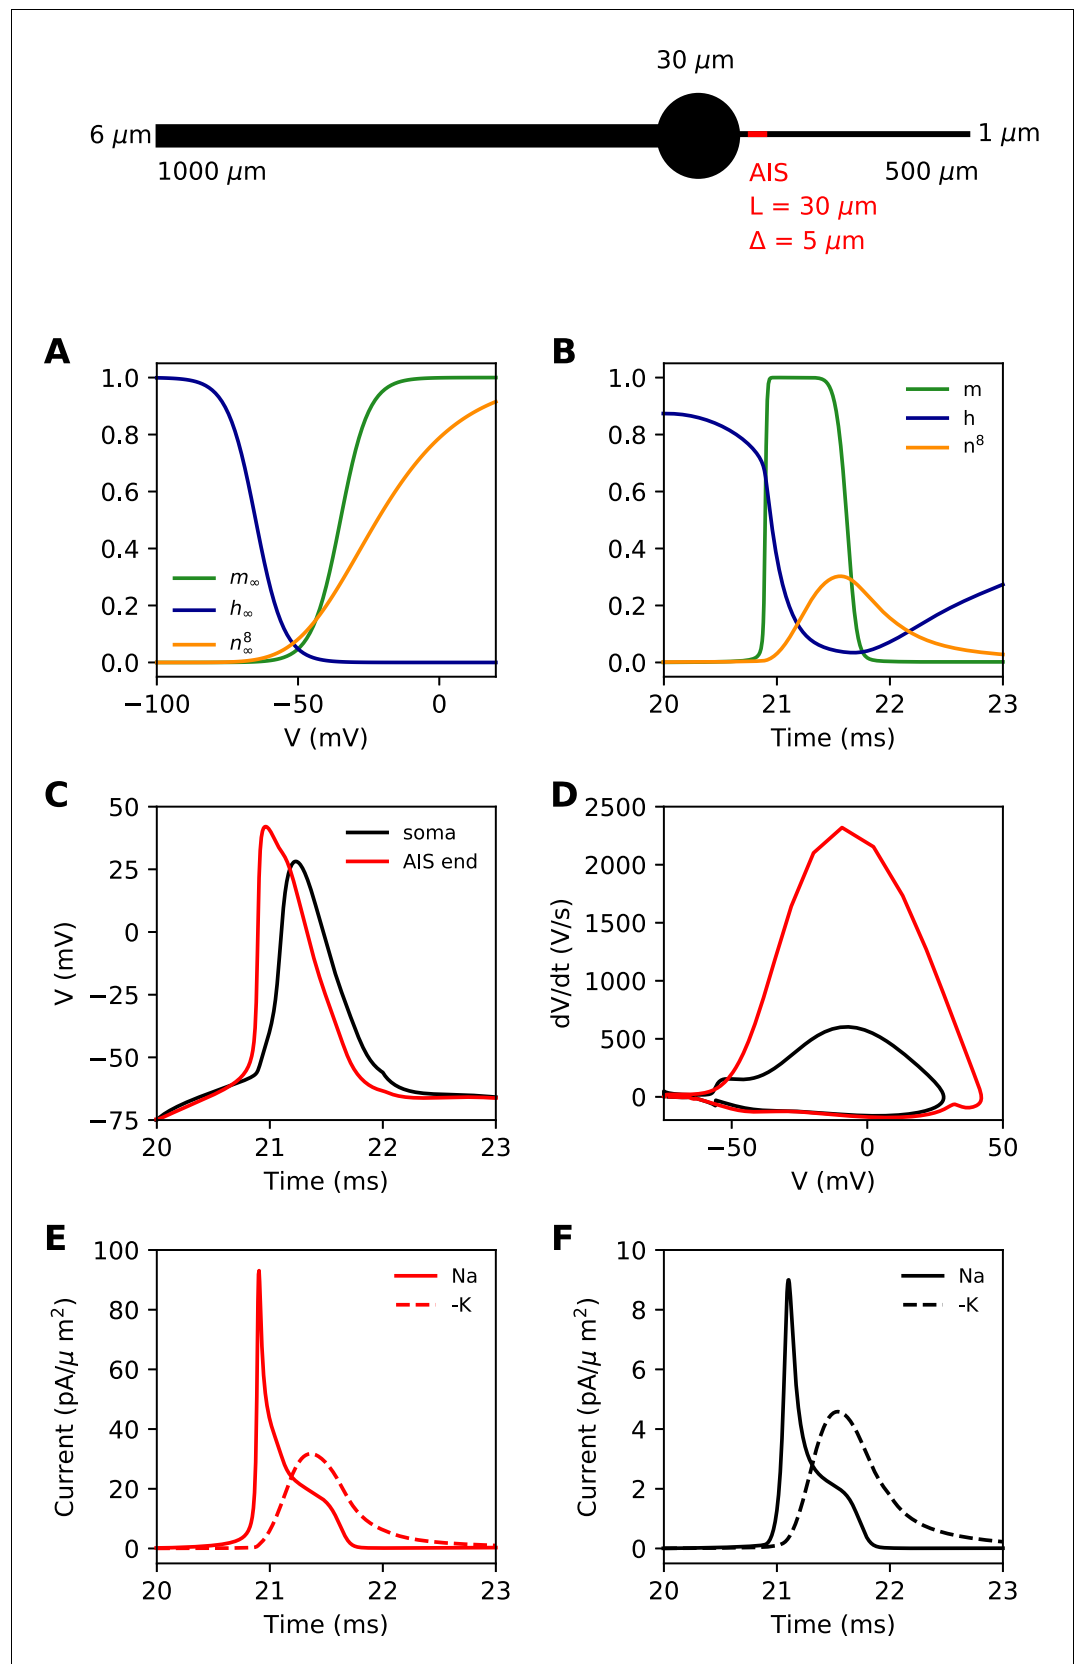 30 μm
6 μm
1 μm
1000 μm
AIS
500 μm
L = 30 μm
Δ = 5 μm
A
1.0
0.8
0.6
0.4
0.2
0.0
m∞
h∞
n⁸∞
−100
−50
0
V (mV)
B
1.0
0.8
0.6
0.4
0.2
0.0
m
h
n⁸
20
21
22
23
Time (ms)
C
50
25
0
−25
−50
−75
V (mV)
soma
AIS end
20
21
22
23
Time (ms)
D
2500
2000
1500
1000
500
0
dV/dt (V/s)
−50
0
50
V (mV)
E
100
80
60
40
20
0
Current (pA/μ m²)
Na
-K
20
21
22
23
Time (ms)
F
10
8
6
4
2
0
Current (pA/μ m²)
Na
-K
20
21
22
23
Time (ms)